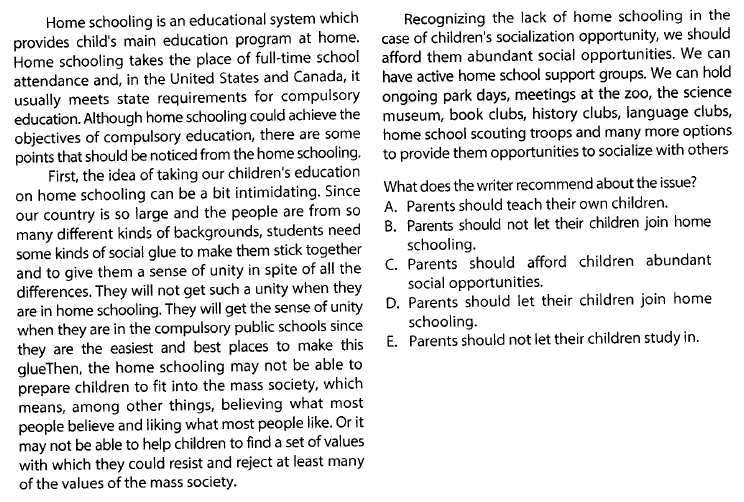 Home schooling is an educational system which
provides child's main education program at home.
Home schooling takes the place of full-time school
attendance and, in the United States and Canada, it
usually meets state requirements for compulsory
education. Although home schooling could achieve the
objectives of compulsory education, there are some
points that should be noticed from the home schooling.
First, the idea of taking our children's education
on home schooling can be a bit intimidating. Since
our country is so large and the people are from so
many different kinds of backgrounds, students need
some kinds of social glue to make them stick together
and to give them a sense of unity in spite of all the
differences. They will not get such a unity when they
are in home schooling. They will get the sense of unity
when they are in the compulsory public schools since
they are the easiest and best places to make this
glueThen, the home schooling may not be able to
prepare children to fit into the mass society, which
means, among other things, believing what most
people believe and liking what most people like. Or it
may not be able to help children to find a set of values
with which they could resist and reject at least many
of the values of the mass society.
Recognizing the lack of home schooling in the
case of children's socialization opportunity, we should
afford them abundant social opportunities. We can
have active home school support groups. We can hold
ongoing park days, meetings at the zoo, the science
museum, book clubs, history clubs, language clubs,
home school scouting troops and many more options
to provide them opportunities to socialize with others
What does the writer recommend about the issue?
A. Parents should teach their own children.
B. Parents should not let their children join home
schooling.
C. Parents should afford children abundant
social opportunities.
D. Parents should let their children join home
schooling.
E. Parents should not let their children study in.